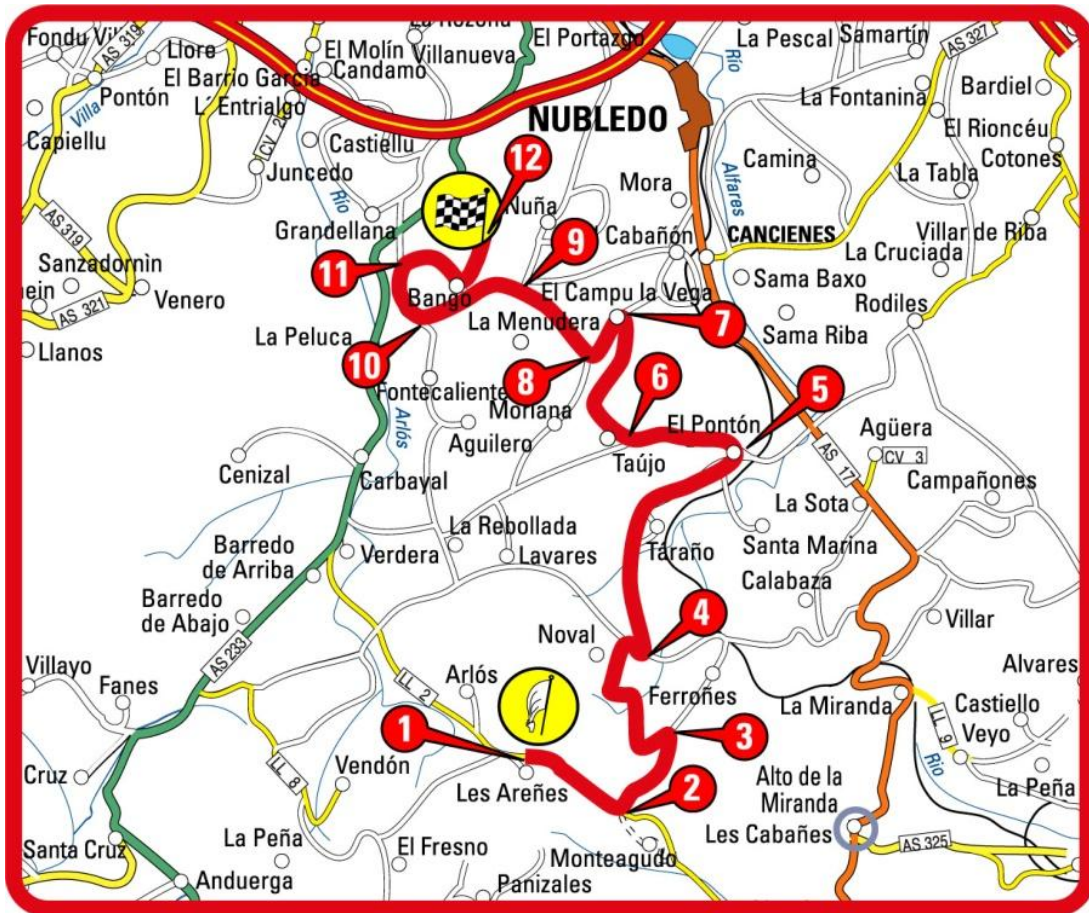 La Rozona
AS 319
Fondu Vil
Llore
El Molín
Villanueva
El Portazgo
Río
La Pescal
Samartín
AS 327
El Barrio García
Candamo
Bardiel
Pontón
Villa
L´Entrialgo
NUBLEDO
La Fontanina
El Rioncéu
Capiellu
CV 2
Castiellu
12
Camina
Cotones
Juncedo
Río
Mora
Alfares
La Tabla
AS 319
Nuña
Grandellana
9
Cabañón
CANCIENES
Villar de Riba
Sanzadornìn
11
La Cruciada
ein
Venero
Bango
El Campu la Vega
Sama Baxo
Rodiles
AS 321
La Peluca
La Menudera
7
Sama Riba
Llanos
10
8
6
5
Fontecaliente
Moriana
El Pontón
Arlós
Aguilero
Taújo
AS 17
Agüera
CV 3
Cenizal
Carbayal
Campañones
La Sota
La Rebollada
Barredo
de Arriba
Verdera
Lavares
Táraño
Santa Marina
Calabaza
Barredo
de Abajo
4
Villar
Noval
AS 233
Villayo
LL 2
Arlós
Ferroñes
Alvares
Fanes
La Miranda
Castiello
1
3
LL 9
Veyo
Cruz
LL 8
Vendón
Les Areñes
2
Alto de la
Miranda
Río
La Peña
La Peña
Les Cabañes
Santa Cruz
El Fresno
Monteagudo
AS 325
Anduerga
Panizales